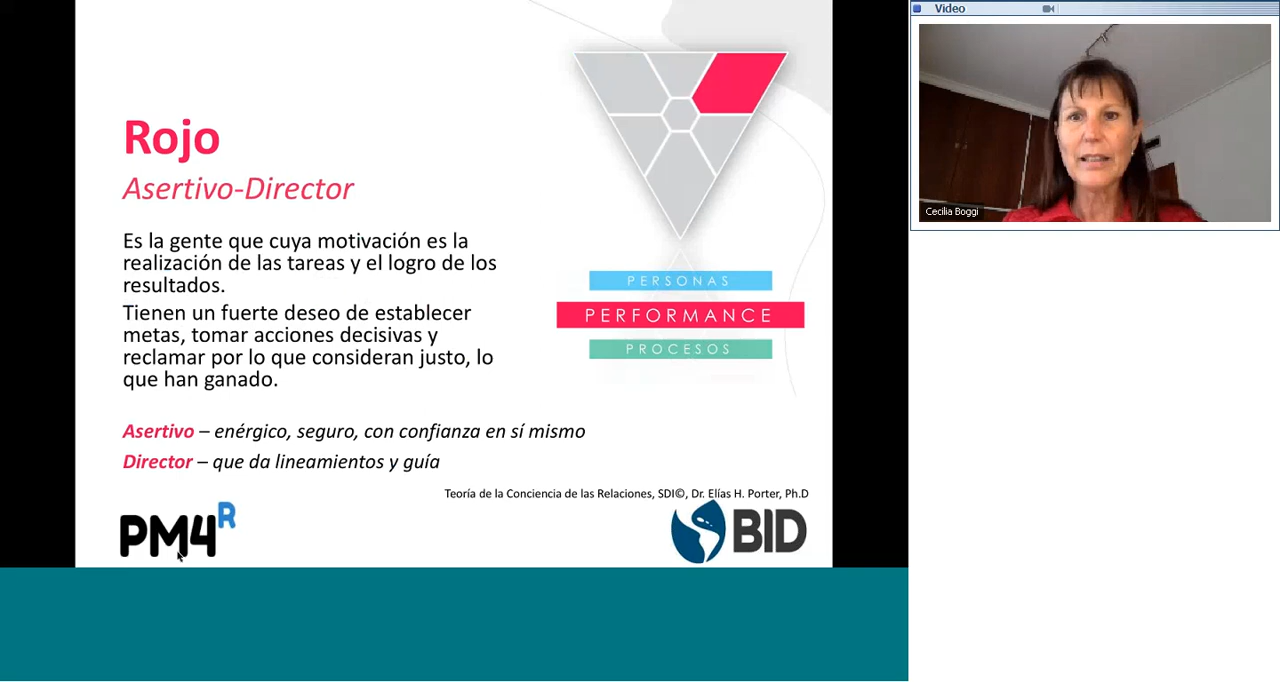 Rojo
Asertivo-Director
Es la gente que cuya motivación es la
realización de las tareas y el logro de los
resultados.
Tienen un fuerte deseo de establecer
metas, tomar acciones decisivas y
reclamar por lo que consideran justo, lo
que han ganado.
Asertivo – enérgico, seguro, con confianza en sí mismo
Director – que da lineamientos y guía
PERSONAS
PERFORMANCE
PROCESOS
Teoría de la Conciencia de las Relaciones, SDI©, Dr. Elías H. Porter, Ph.D
PM4R
BID
Video
Cecilia Boggi